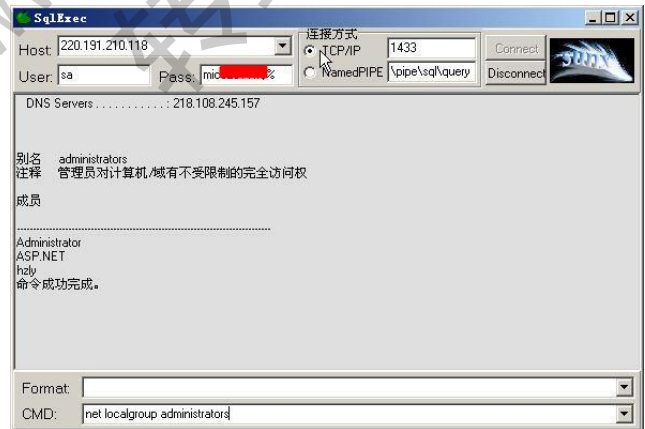 SqlExec
连接方式
Host: 220.191.210.118
TCP/IP 1433 Connect
User: sa Pass: mic %
NamedPIPE \pipe\sql\query Disconnect
sunx
DNS Servers . . . . . . . . . . . : 218.108.245.157
别名 administrators
注释 管理员对计算机/域有不受限制的完全访问权
成员
-------------------------------------------------------------------------------
Administrator
ASP.NET
hzly
命令成功完成。
Format:
CMD: net localgroup administrators